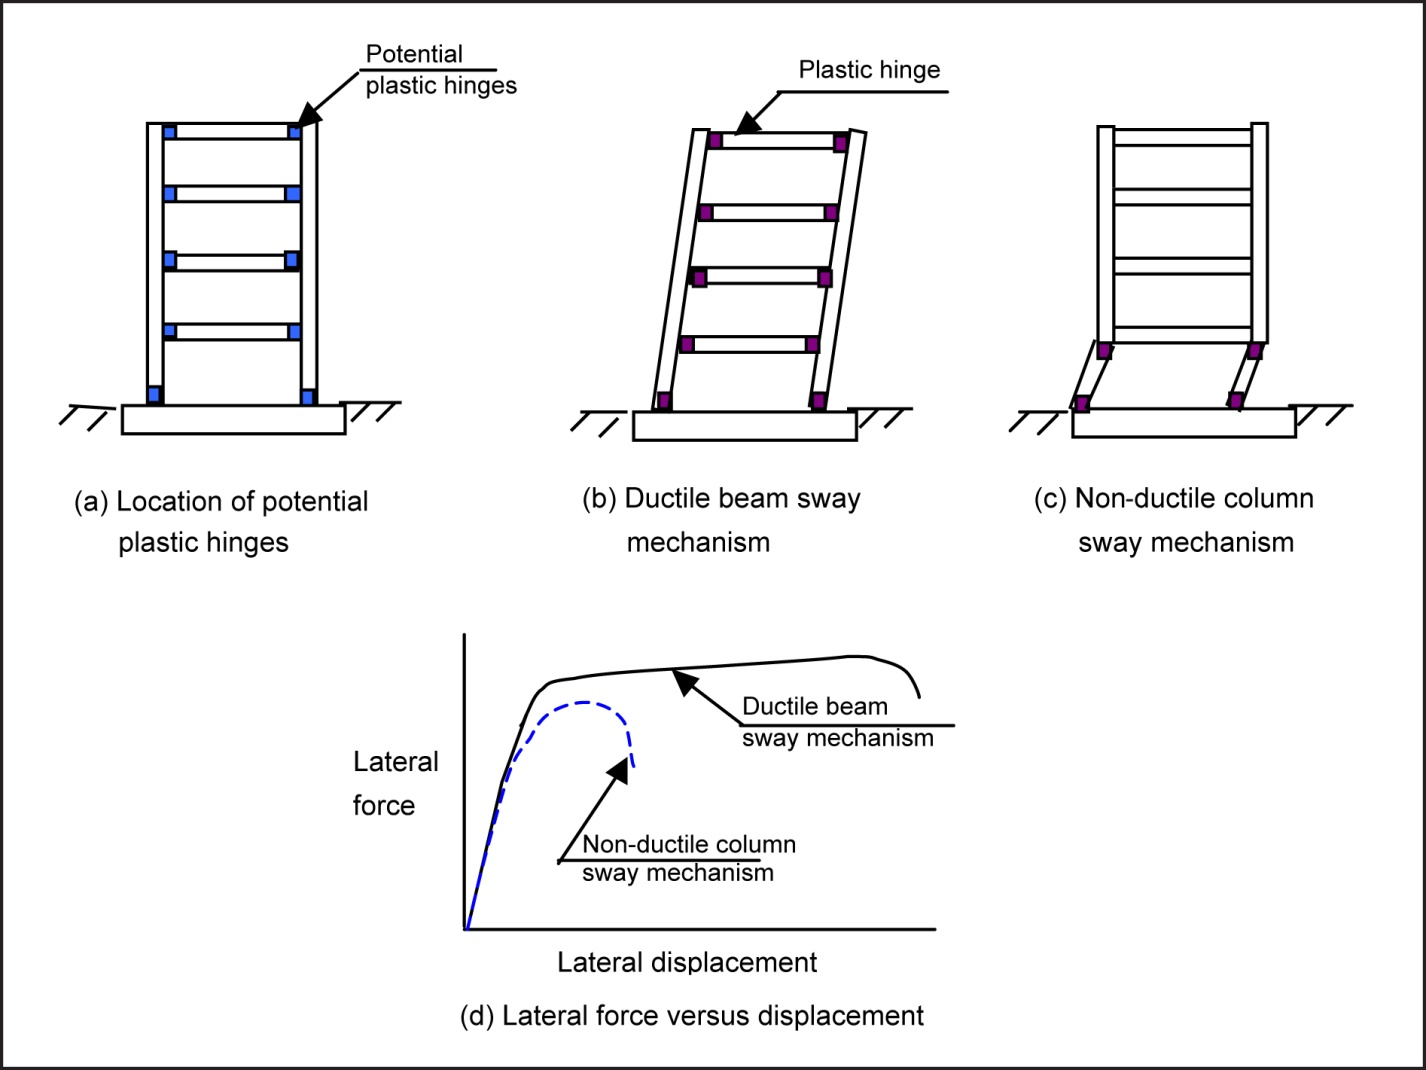 Potential
plastic hinges
Plastic hinge
(a) Location of potential
plastic hinges
(b) Ductile beam sway
mechanism
(c) Non-ductile column
sway mechanism
Ductile beam
sway mechanism
Lateral
force
Non-ductile column
sway mechanism
Lateral displacement
(d) Lateral force versus displacement